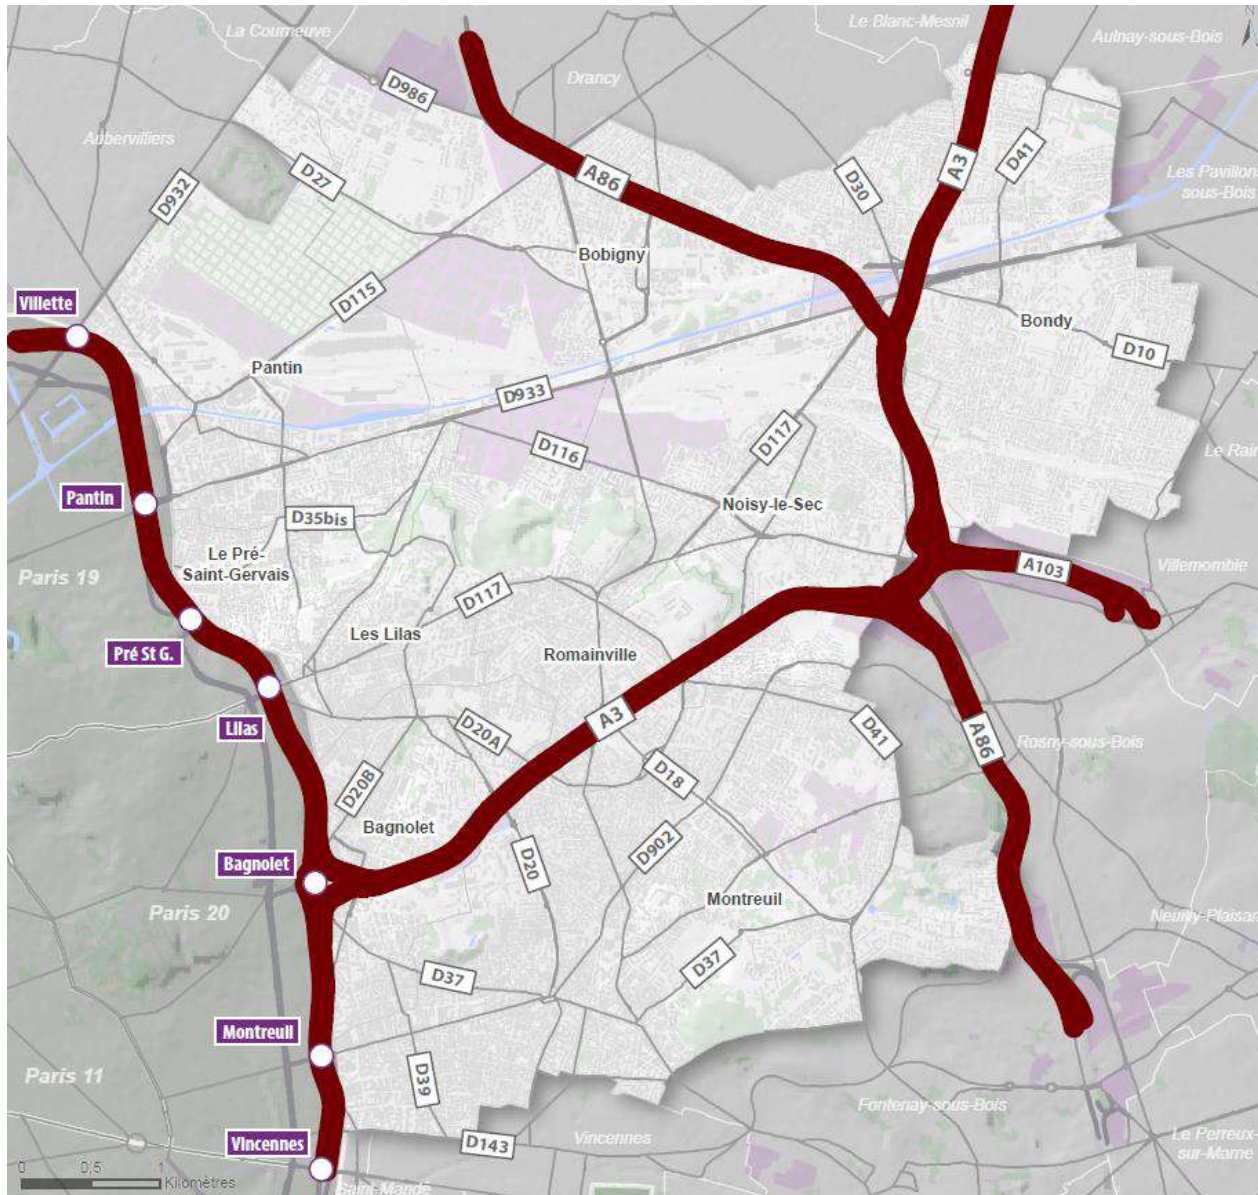 La Courneuve
Le Blanc-Mesnil
Aulnay-sous-Bois
N
Drancy
D986
Aubervilliers
A86
D27
D932
D30
A3
D41
Les Pavillon
sous-Bois
Bobigny
D115
Villette
Bondy
D10
Pantin
D933
D116
D117
Le Rain
Pantin
D35bis
Noisy-le-Sec
Le Pré-
Saint-Gervais
Paris 19
A103
Villemomble
D117
Les Lilas
Pré St G.
Romainville
Lilas
A3
D20A
D41
A86
Rosny-sous-Bois
D18
D20B
Bagnolet
D902
D20
Bagnolet
Montreuil
Paris 20
Neuilly-Plaisan
D37
D37
Montreuil
Paris 11
D39
Fontenay-sous-Bois
Vincennes
D143
Vincennes
Le Perreux-
sur-Marne
0 0,5 1
Kilomètres
Saint-Mandé